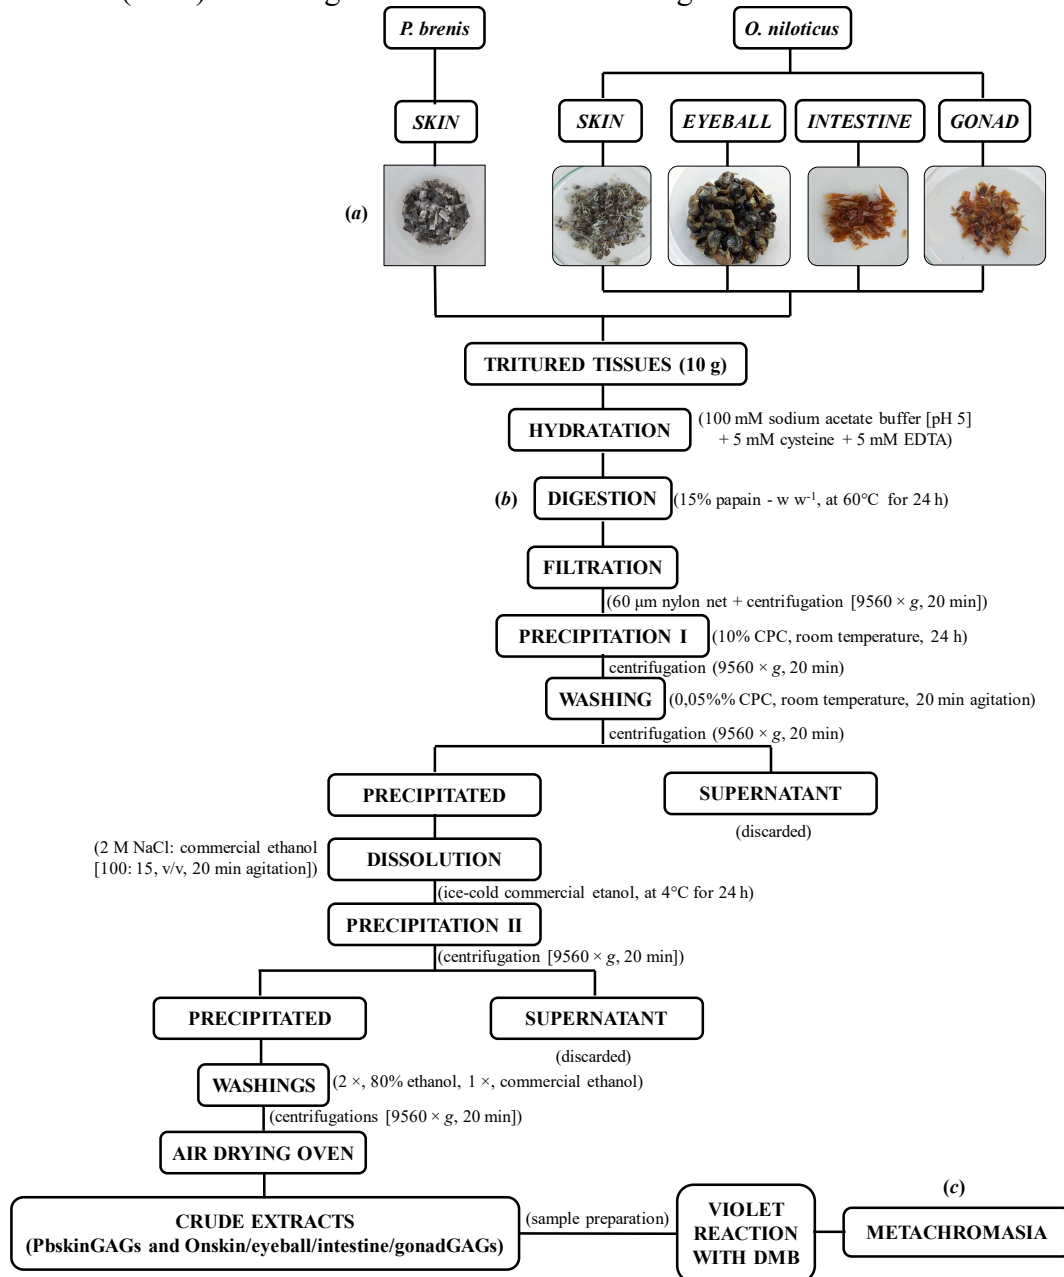 P. brenis
O. niloticus
SKIN
SKIN
EYEBALL
INTESTINE
GONAD
(a)
TRITURED TISSUES (10 g)
HYDRATATION
(100 mM sodium acetate buffer [pH 5]
+ 5 mM cysteine + 5 mM EDTA)
(b)
DIGESTION
(15% papain - w w⁻¹, at 60°C for 24 h)
FILTRATION
(60 μm nylon net + centrifugation [9560 × g, 20 min])
PRECIPITATION I
(10% CPC, room temperature, 24 h)
centrifugation (9560 × g, 20 min)
WASHING
(0,05%% CPC, room temperature, 20 min agitation)
centrifugation (9560 × g, 20 min)
PRECIPITATED
SUPERNATANT
(discarded)
(2 M NaCl: commercial ethanol
[100: 15, v/v, 20 min agitation])
DISSOLUTION
(ice-cold commercial etanol, at 4°C for 24 h)
PRECIPITATION II
(centrifugation [9560 × g, 20 min])
PRECIPITATED
SUPERNATANT
(discarded)
WASHINGS
(2 ×, 80% ethanol, 1 ×, commercial ethanol)
(centrifugations [9560 × g, 20 min])
AIR DRYING OVEN
CRUDE EXTRACTS
(PbskinGAGs and Onskin/eyeball/intestine/gonadGAGs)
(sample preparation)
VIOLET
REACTION
WITH DMB
(c)
METACHROMASIA